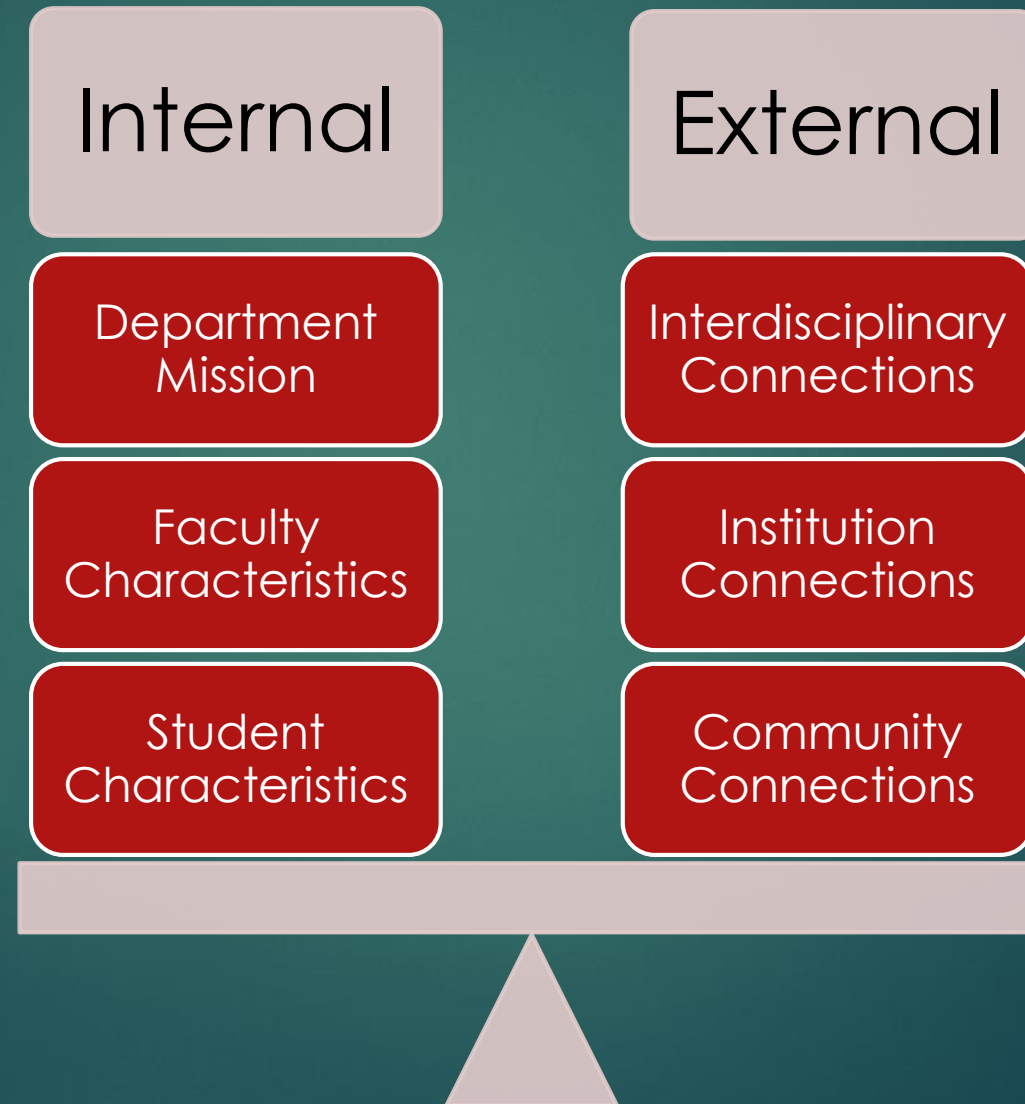 Internal
Department
Mission
Faculty
Characteristics
Student
Characteristics
External
Interdisciplinary
Connections
Institution
Connections
Community
Connections